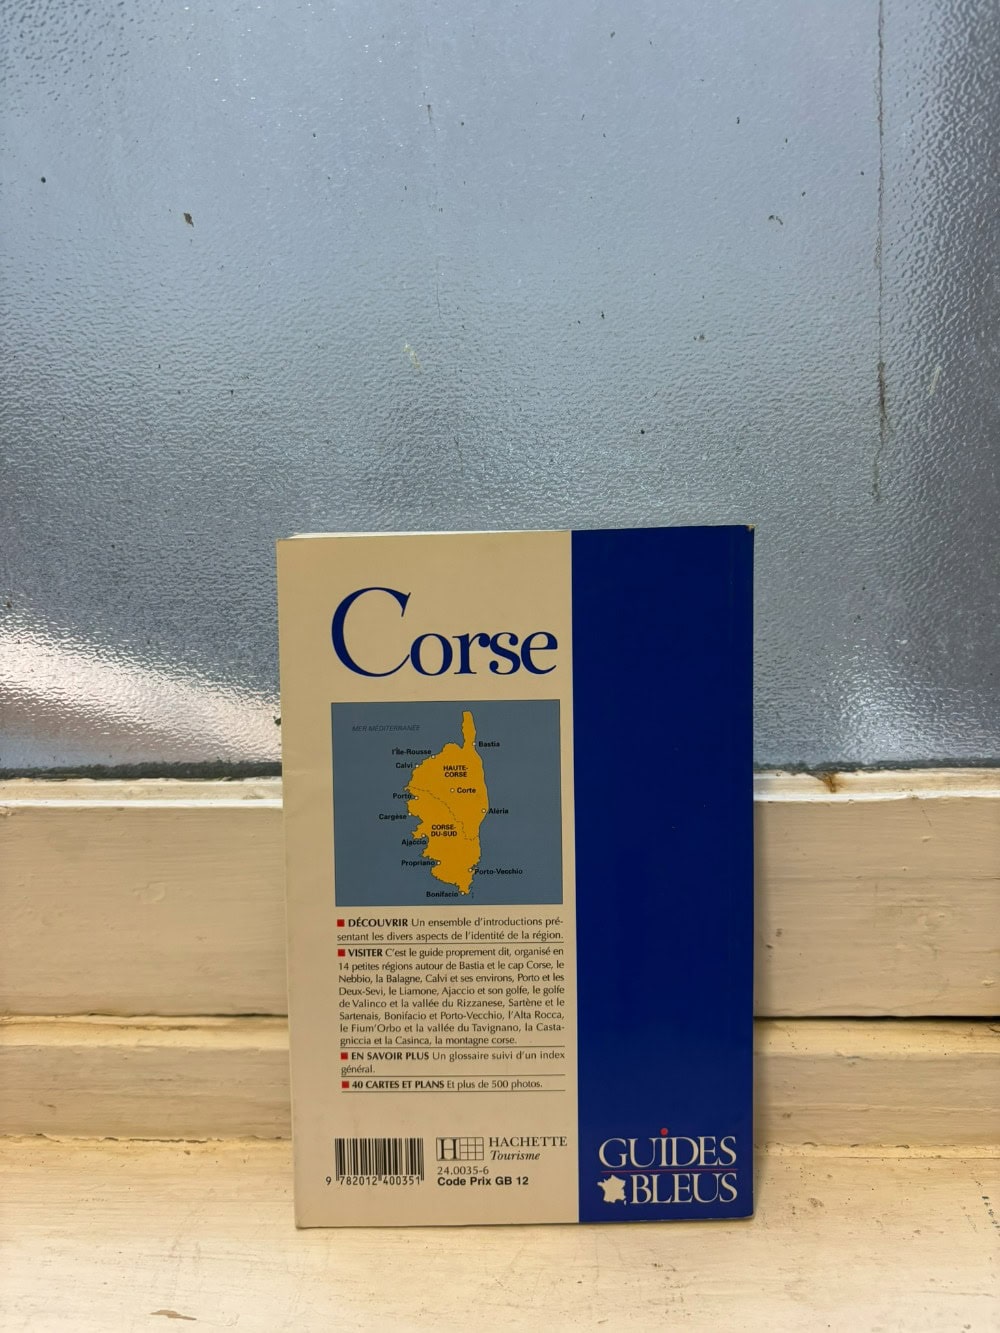 Corse
MER MÉDITERRANÉE
Bastia
l'Île-Rousse
Calvi
HAUTE-
CORSE
Corte
Porto
Aléria
Cargèse
CORSE-
DU-SUD
Ajaccio
Propriano
Porto-Vecchio
Bonifacio
DÉCOUVRIR Un ensemble d'introductions pré-
sentant les divers aspects de l'identité de la région.
VISITER C'est le guide proprement dit, organisé en
14 petites régions autour de Bastia et le cap Corse, le
Nebbio, la Balagne, Calvi et ses environs, Porto et les
Deux-Sevi, le Liamone, Ajaccio et son golfe, le golfe
de Valinco et la vallée du Rizzanese, Sartène et le
Sartenais, Bonifacio et Porto-Vecchio, l'Alta Rocca,
le Fium'Orbo et la vallée du Tavignano, la Casta-
gniccia et la Casinca, la montagne corse.
EN SAVOIR PLUS Un glossaire suivi d'un index
général.
40 CARTES ET PLANS Et plus de 500 photos.
9 782012 400351
H
HACHETTE
Tourisme
24.0035-6
Code Prix GB 12
GUIDES
BLEUS